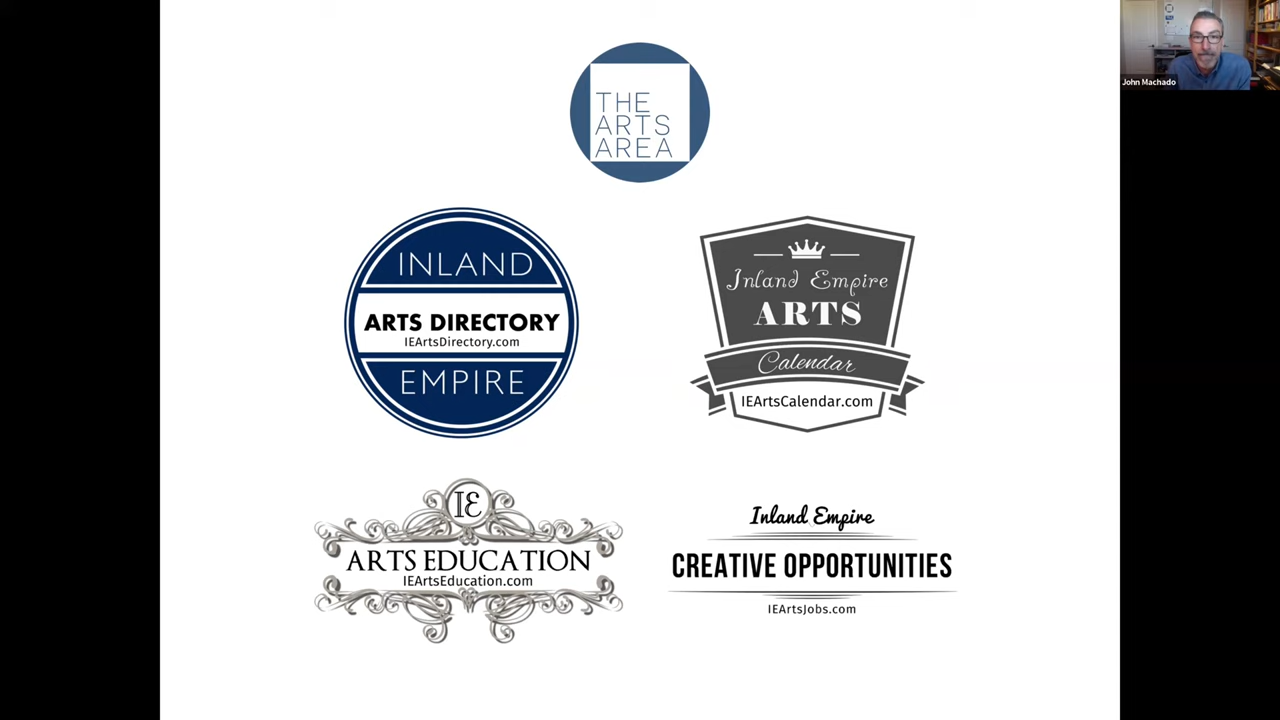 THE
ARTS
AREA
John Machado
INLAND
ARTS DIRECTORY
IEArtsDirectory.com
EMPIRE
Inland Empire
ARTS
Calendar
IEArtsCalendar.com
IE
ARTS EDUCATION
IEArtsEducation.com
Inland Empire
CREATIVE OPPORTUNITIES
IEArtsJobs.com